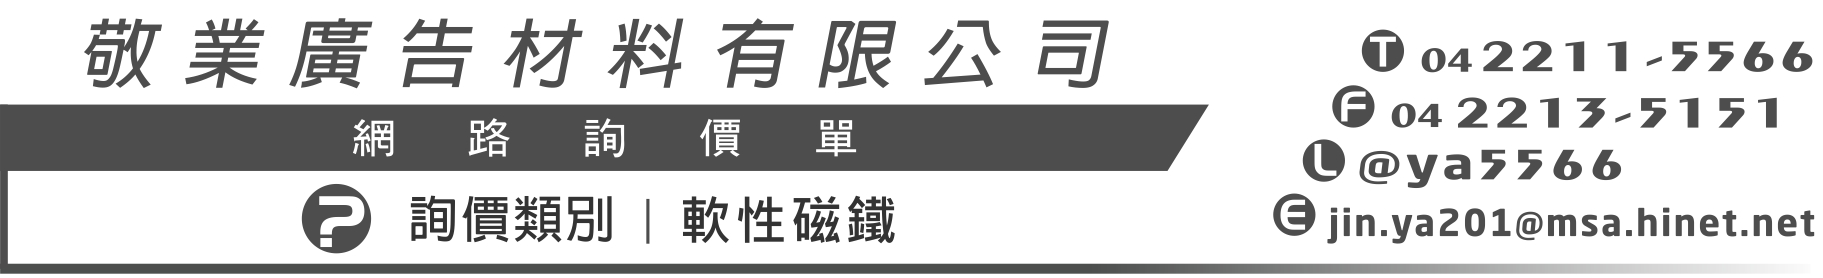 敬業廣告材料有限公司
網路詢價單
? 詢價類別 | 軟性磁鐵
T 04 2211-5566
F 04 2213-5151
L @ya5566
E jin.ya201@msa.hinet.net